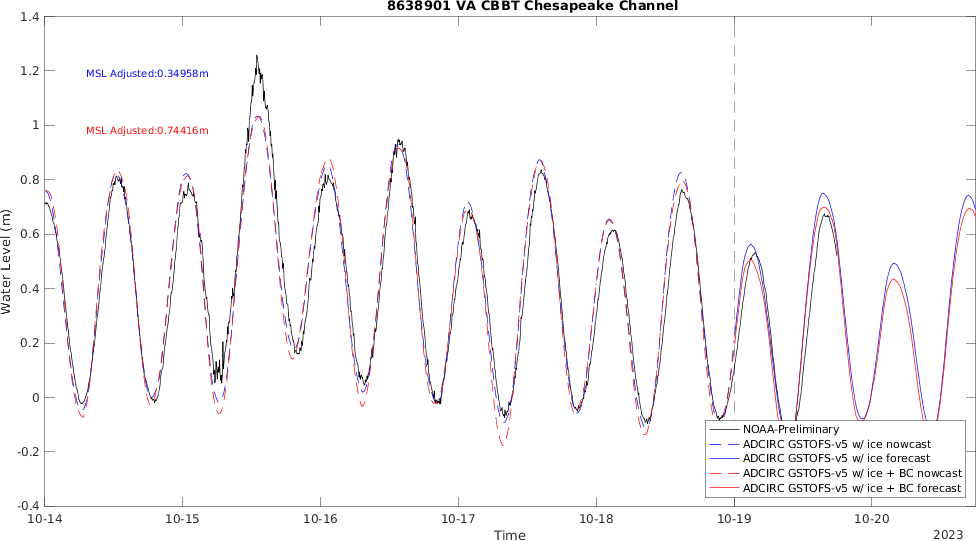 8638901 VA CBBT Chesapeake Channel
1.4
1.2
1
0.8
0.6
0.4
0.2
0
-0.2
-0.4
Water Level (m)
MSL Adjusted:0.34958m
MSL Adjusted:0.74416m
NOAA-Preliminary
ADCIRC GSTOFS-v5 w/ ice nowcast
ADCIRC GSTOFS-v5 w/ ice forecast
ADCIRC GSTOFS-v5 w/ ice + BC nowcast
ADCIRC GSTOFS-v5 w/ ice + BC forecast
10-14 10-15 10-16 10-17 10-18 10-19 10-20
Time
2023